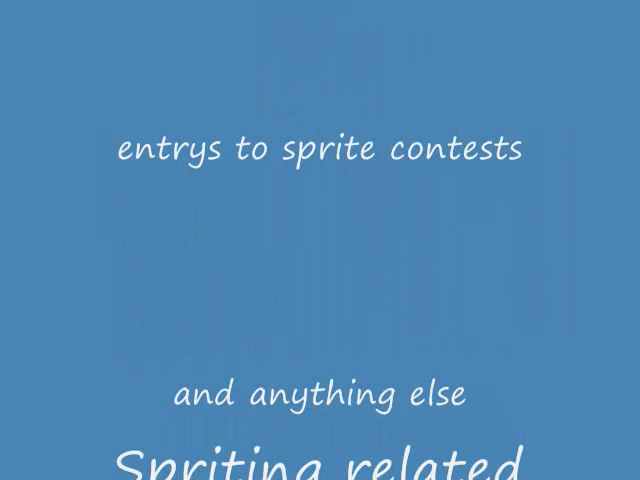 entrys to sprite contests
and anything else
Spriting related